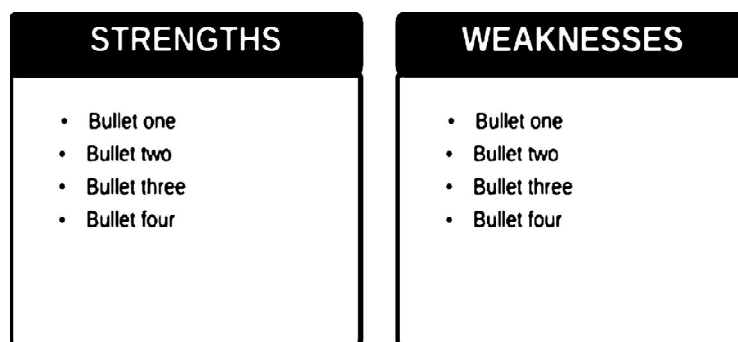 STRENGTHS
• Bullet one
• Bullet two
• Bullet three
• Bullet four
WEAKNESSES
• Bullet one
• Bullet two
• Bullet three
• Bullet four